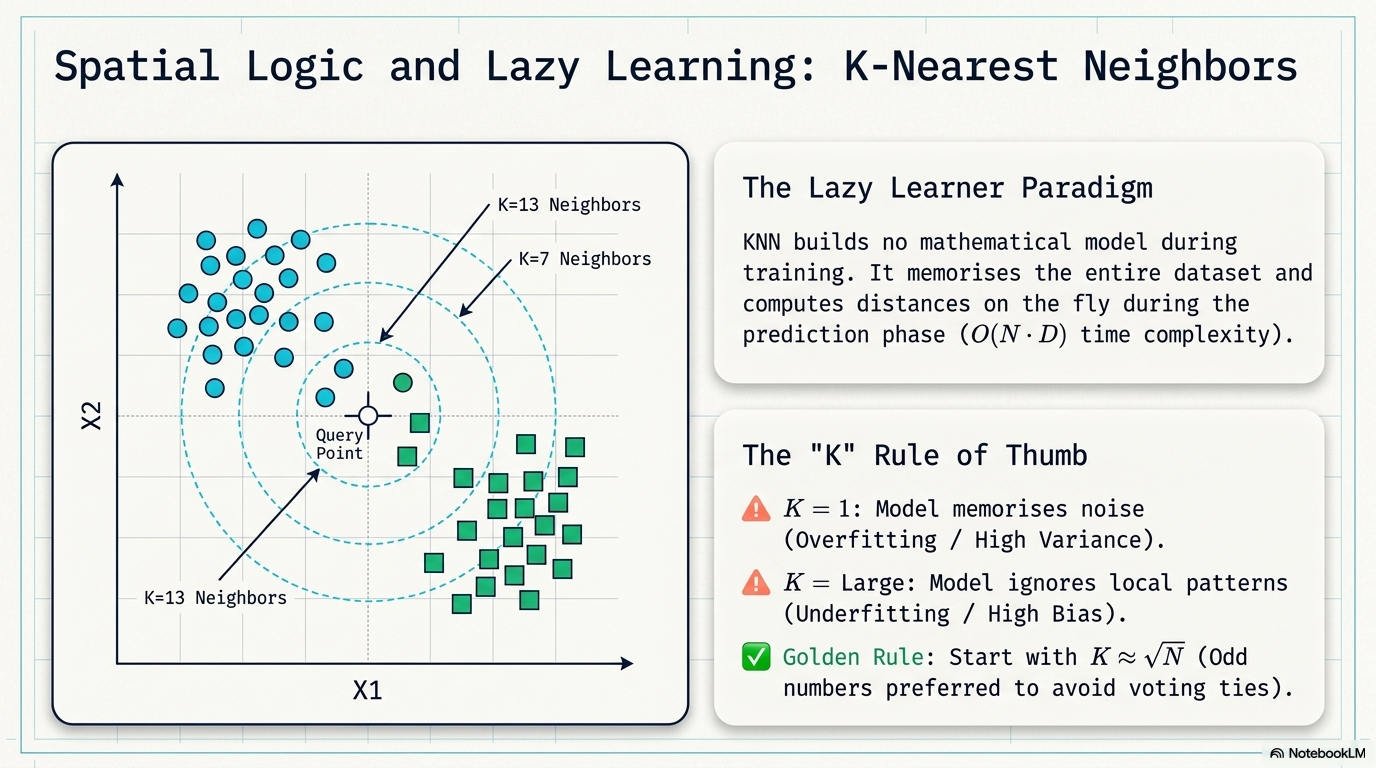 Spatial Logic and Lazy Learning: K-Nearest Neighbors
K=13 Neighbors
K=7 Neighbors
X2
Query
Point
K=13 Neighbors
X1
The Lazy Learner Paradigm
KNN builds no mathematical model during
training. It memorises the entire dataset and
computes distances on the fly during the
prediction phase (O(N · D) time complexity).
The "K" Rule of Thumb
K = 1: Model memorises noise
(Overfitting / High Variance).
K = Large: Model ignores local patterns
(Underfitting / High Bias).
Golden Rule: Start with K ≈ √N (Odd
numbers preferred to avoid voting ties).
NotebookLM